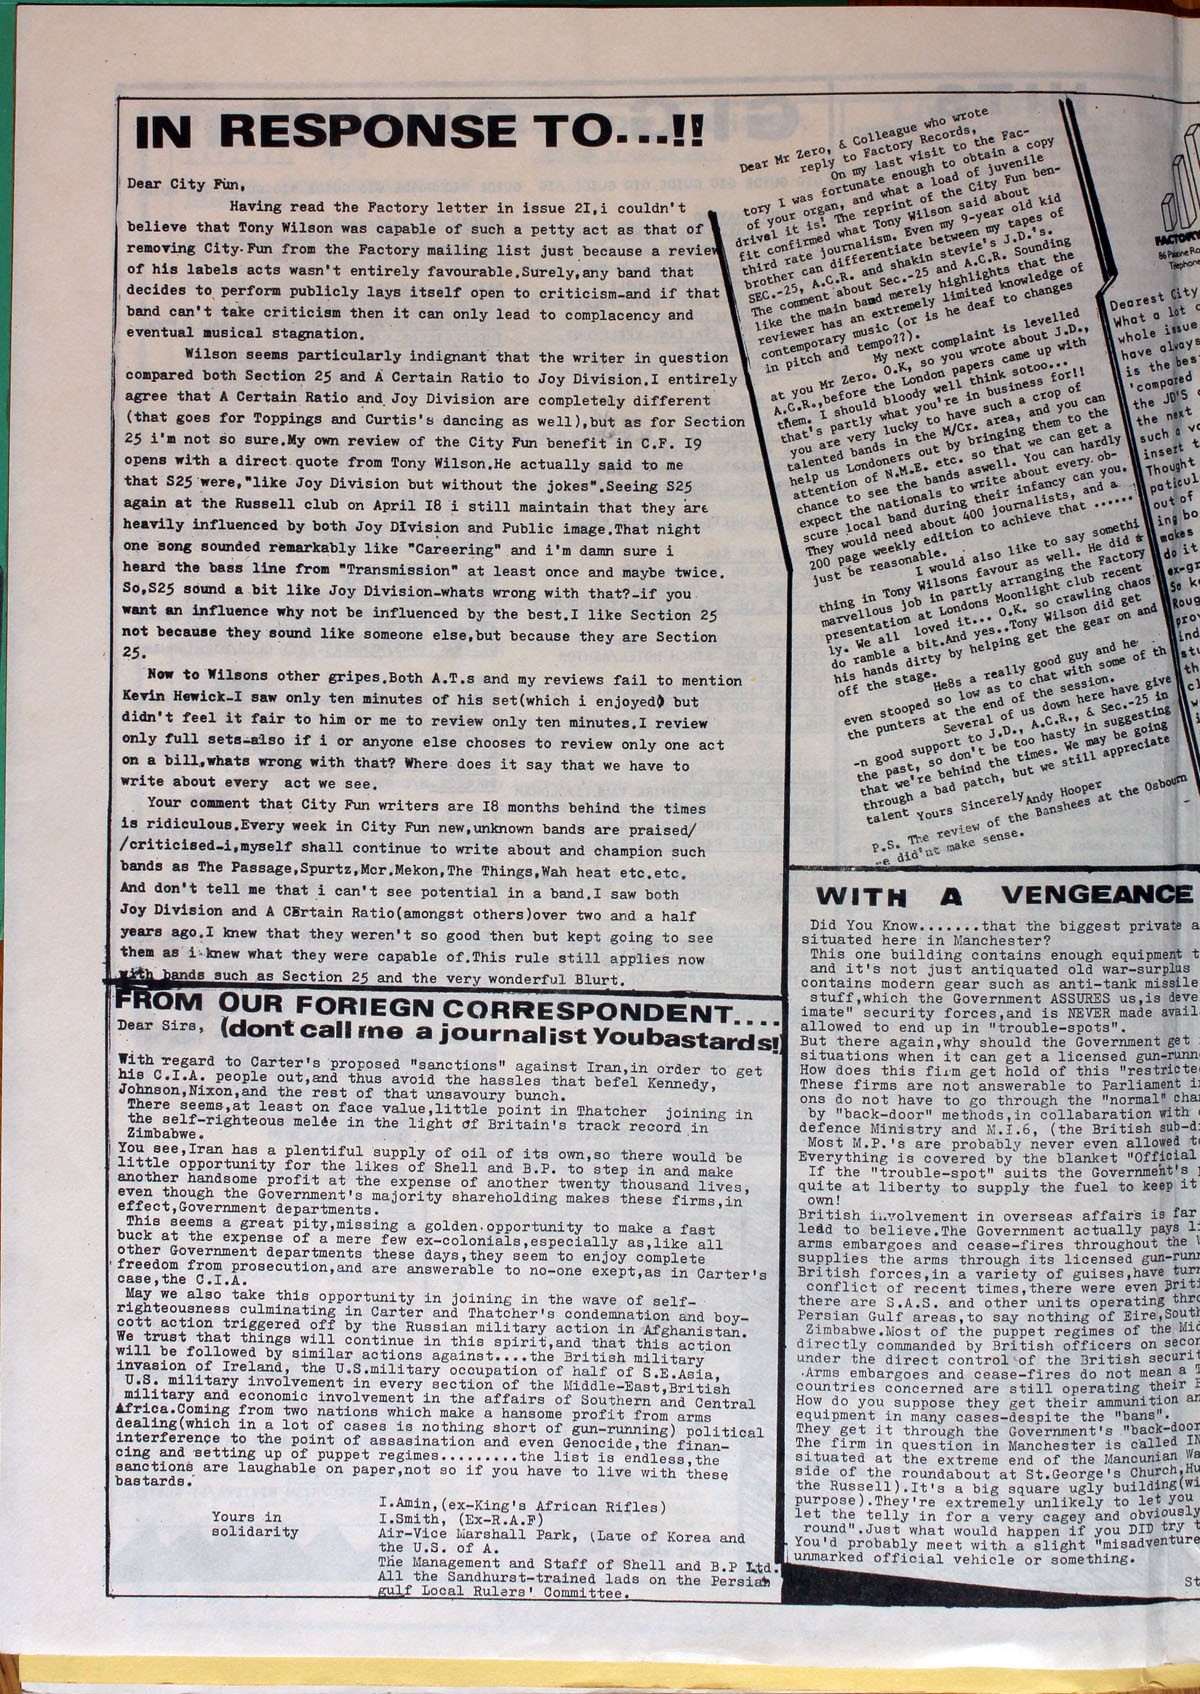 IN RESPONSE TO...!!
Dear City Fun,
Having read the Factory letter in issue 2I,i couldn't
believe that Tony Wilson was capable of such a petty act as that of
removing City Fun from the Factory mailing list just because a review
of his labels acts wasn't entirely favourable.Surely,any band that
decides to perform publicly lays itself open to criticism-and if that
band can't take criticism then it can only lead to complacency and
eventual musical stagnation.
Wilson seems particularly indignant that the writer in question
compared both Section 25 and A Certain Ratio to Joy Division.I entirely
agree that A Certain Ratio and Joy Division are completely different
(that goes for Toppings and Curtis's dancing as well),but as for Section
25 i'm not so sure.My own review of the City Fun benefit in C.F. I9
opens with a direct quote from Tony Wilson.He actually said to me
that S25 were,"like Joy Division but without the jokes".Seeing S25
again at the Russell club on April I8 i still maintain that they are
heavily influenced by both Joy DIvision and Public image.That night
one song sounded remarkably like "Careering" and i'm damn sure i
heard the bass line from "Transmission" at least once and maybe twice.
So,S25 sound a bit like Joy Division-whats wrong with that?-if you
want an influence why not be influenced by the best.I like Section 25
not because they sound like someone else,but because they are Section
25.
Now to Wilsons other gripes.Both A.T.s and my reviews fail to mention
Kevin Hewick-I saw only ten minutes of his set(which i enjoyed) but
didn't feel it fair to him or me to review only ten minutes.I review
only full sets-also if i or anyone else chooses to review only one act
on a bill,whats wrong with that? Where does it say that we have to
write about every act we see.
Your comment that City Fun writers are I8 months behind the times
is ridiculous.Every week in City Fun new,unknown bands are praised/
/criticised-i,myself shall continue to write about and champion such
bands as The Passage,Spurtz,Mcr.Mekon,The Things,Wah heat etc.etc.
And don't tell me that i can't see potential in a band.I saw both
Joy Division and A CErtain Ratio(amongst others)over two and a half
years ago.I knew that they weren't so good then but kept going to see
them as i knew what they were capable of.This rule still applies now
with bands such as Section 25 and the very wonderful Blurt.
FROM OUR FORIEGN CORRESPONDENT....
Dear Sirs, (dont call me a journalist Youbastards!)
With regard to Carter's proposed "sanctions" against Iran,in order to get
his C.I.A. people out,and thus avoid the hassles that befel Kennedy,
Johnson,Nixon,and the rest of that unsavoury bunch.
There seems,at least on face value,little point in Thatcher joining in
the self-righteous melée in the light of Britain's track record in
Zimbabwe.
You see,Iran has a plentiful supply of oil of its own,so there would be
little opportunity for the likes of Shell and B.P. to step in and make
another handsome profit at the expense of another twenty thousand lives,
even though the Government's majority shareholding makes these firms,in
effect,Government departments.
This seems a great pity,missing a golden opportunity to make a fast
buck at the expense of a mere few ex-colonials,especially as,like all
other Government departments these days,they seem to enjoy complete
freedom from prosecution,and are answerable to no-one exept,as in Carter's
case,the C.I.A.
May we also take this opportunity in joining in the wave of self-
righteousness culminating in Carter and Thatcher's condemnation and boy-
cott action triggered off by the Russian military action in Afghanistan.
We trust that things will continue in this spirit,and that this action
will be followed by similar actions against....the British military
invasion of Ireland, the U.S.military occupation of half of S.E.Asia,
U.S. military involvement in every section of the Middle-East,British
military and economic involvement in the affairs of Southern and Central
Africa.Coming from two nations which make a hansome profit from arms
dealing(which in a lot of cases is nothing short of gun-running) political
interference to the point of assasination and even Genocide,the finan-
cing and setting up of puppet regimes.........the list is endless,the
sanctions are laughable on paper,not so if you have to live with these
bastards.
Yours in
solidarity
I.Amin,(ex-King's African Rifles)
I.Smith, (Ex-R.A.F)
Air-Vice Marshall Park, (Late of Korea and
the U.S. of A.
The Management and Staff of Shell and B.P Ltd.
All the Sandhurst-trained lads on the Persian
gulf Local Rulers' Committee.
Dear Mr Zero, & Colleague who wrote
reply to Factory Records,
On my last visit to the Fac-
tory I was fortunate enough to obtain a copy
of your organ, and what a load of juvenile
drivel it is! The reprint of the City Fun ben-
fit confirmed what Tony Wilson said about
third rate journalism. Even my 9-year old kid
brother can differentiate between my tapes of
SEC.-25, A.C.R. and shakin stevie's J.D.'s.
The comment about Sec.-25 and A.C.R. Sounding
like the main band merely highlights that the
reviewer has an extremely limited knowledge of
contemporary music (or is he deaf to changes
in pitch and tempo??).
My next complaint is levelled
at you Mr Zero. O.K, so you wrote about J.D.,
A.C.R.,before the London papers came up with
them. I should bloody well think sotoo...
that's partly what you're in business for!!
you are very lucky to have such a crop of
talented bands in the M/Cr. area, and you can
help us Londoners out by bringing them to the
attention of N.M.E. etc. so that we can get a
chance to see the bands aswell. You can hardly
expect the nationals to write about every ob-
scure local band during their infancy can you.
They would need about 400 journalists, and a
200 page weekly edition to achieve that ......
just be reasonable.
I would also like to say somethi
thing in Tony Wilsons favour as well. He did a
marvellous job in partly arranging the Factory
presentation at Londons Moonlight club recent
ly. We all loved it... O.K. so crawling chaos
do ramble a bit.And yes..Tony Wilson did get
his hands dirty by helping get the gear on and
off the stage.
He8s a really good guy and he
even stooped so low as to chat with some of th
the punters at the end of the session.
Several of us down here have give
-n good support to J.D., A.C.R., & Sec.-25 in
the past, so don't be too hasty in suggesting
that we're behind the times. We may be going
through a bad patch, but we still appreciate
talent Yours Sincerely Andy Hooper
P.S. The review of the Banshees at the Osbourn
-e did'nt make sense.
FACTORY
86 Palatine Ro
Telephone
Dearest City
What a lot o
whole issue
have always
is the bes
'compared
the JD'S
the next
such a
insert t
Thought
paticul
out of
ing bo
makes
do it
ex-gr
So k
Roug
prov
ind
stu
th
cl
w
WITH A VENGEANCE
Did You Know.......that the biggest private a
situated here in Manchester?
This one building contains enough equipment t
and it's not just antiquated old war-surplus
contains modern gear such as anti-tank missile
stuff,which the Government ASSURES us,is deve
imate" security forces,and is NEVER made avail
allowed to end up in "trouble-spots".
But there again,why should the Government get
situations when it can get a licensed gun-runn
How does this firm get hold of this "restricte
These firms are not answerable to Parliament i
ons do not have to go through the "normal" cha
by "back-door" methods,in collabaration with
defence Ministry and M.I.6, (the British sub-di
Most M.P.'s are probably never even allowed t
Everything is covered by the blanket "Official
If the "trouble-spot" suits the Government's
quite at liberty to supply the fuel to keep it
own!
British involvement in overseas affairs is far
lead to believe.The Government actually pays li
arms embargoes and cease-fires throughout the W
supplies the arms through its licensed gun-runn
British forces,in a variety of guises,have turn
conflict of recent times,there were even Briti
there are S.A.S. and other units operating thro
Persian Gulf areas,to say nothing of Eire,South
Zimbabwe.Most of the puppet regimes of the Mid
directly commanded by British officers on secon
under the direct control of the British securit
.Arms embargoes and cease-fires do not mean a T
countries concerned are still operating their B
How do you suppose they get their ammunition an
equipment in many cases-despite the "bans".
They get it through the Government's "back-door
The firm in question in Manchester is called IN
situated at the extreme end of the Mancunian Wa
side of the roundabout at St.George's Church,Hu
the Russell).It's a big square ugly building(wi
purpose).They're extremely unlikely to let you
let the telly in for a very cagey and obviously
round".Just what would happen if you DID try t
You'd probably meet with a slight "misadventure
unmarked official vehicle or something.
St